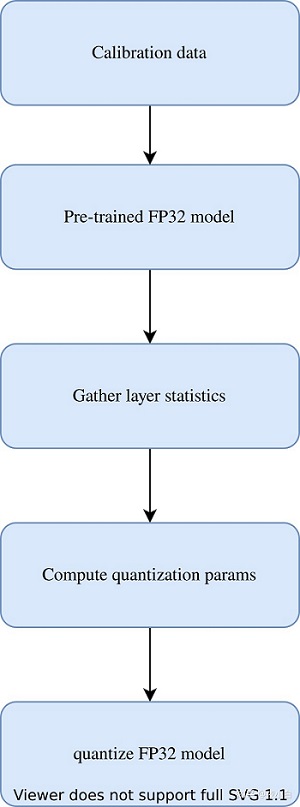 Calibration data
Pre-trained FP32 model
Gather layer statistics
Compute quantization params
quantize FP32 model
Viewer does not support full SVG 1.1